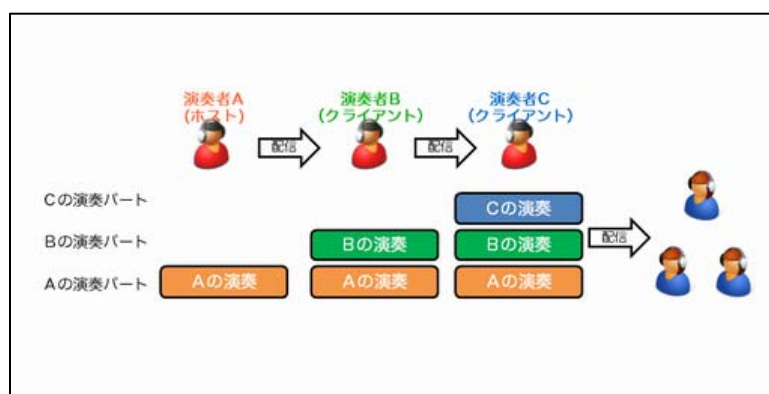 演奏者A
(ホスト)
演奏者B
(クライアント)
演奏者C
(クライアント)
配信
配信
Cの演奏パート
Cの演奏
Bの演奏パート
Bの演奏
Bの演奏
配信
Aの演奏パート
Aの演奏
Aの演奏
Aの演奏